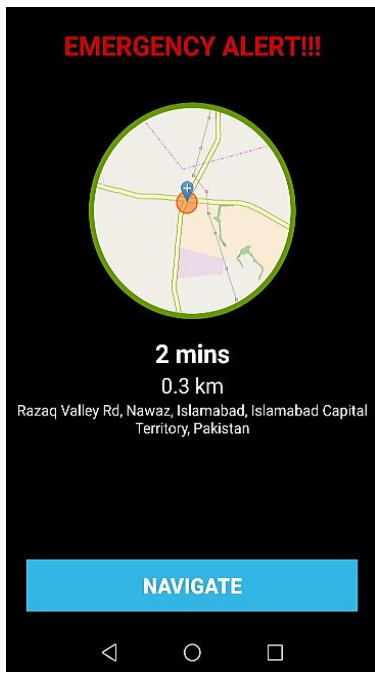 EMERGENCY ALERT!!!
2 mins
0.3 km
Razaq Valley Rd, Nawaz, Islamabad, Islamabad Capital
Territory, Pakistan
NAVIGATE